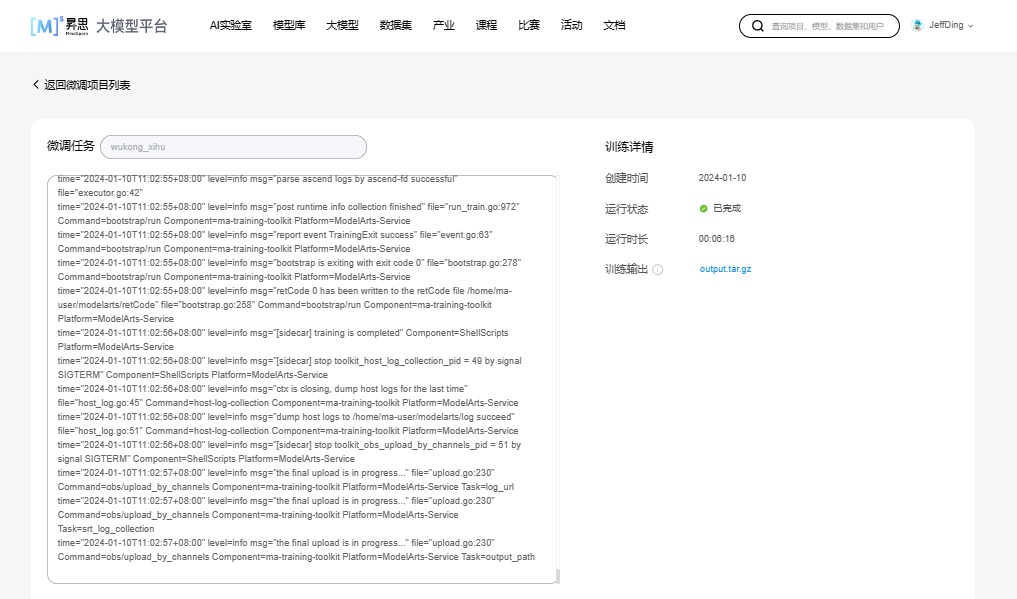 [M]ˢ 昇思 MindSpore 大模型平台 AI实验室 模型库 大模型 数据集 产业 课程 比赛 活动 文档 查询项目、模型、数据集和用户 JeffDing
返回微调项目列表
微调任务 wukong_xihu
time="2024-01-10T11:02:55+08:00" level=info msg="parse ascend logs by ascend-fd successful"
file="executor.go:42"
time="2024-01-10T11:02:55+08:00" level=info msg="post runtime info collection finished" file="run_train.go:972"
Command=bootstrap/run Component=ma-training-toolkit Platform=ModelArts-Service
time="2024-01-10T11:02:55+08:00" level=info msg="report event TrainingExit success" file="event.go:63"
Command=bootstrap/run Component=ma-training-toolkit Platform=ModelArts-Service
time="2024-01-10T11:02:55+08:00" level=info msg="bootstrap is exiting with exit code 0" file="bootstrap.go:278"
Command=bootstrap/run Component=ma-training-toolkit Platform=ModelArts-Service
time="2024-01-10T11:02:55+08:00" level=info msg="retCode 0 has been written to the retCode file /home/ma-
user/modelarts/retCode" file="bootstrap.go:258" Command=bootstrap/run Component=ma-training-toolkit
Platform=ModelArts-Service
time="2024-01-10T11:02:56+08:00" level=info msg="[sidecar] training is completed" Component=ShellScripts
Platform=ModelArts-Service
time="2024-01-10T11:02:56+08:00" level=info msg="[sidecar] stop toolkit_host_log_collection_pid = 49 by signal
SIGTERM" Component=ShellScripts Platform=ModelArts-Service
time="2024-01-10T11:02:56+08:00" level=info msg="ctx is closing, dump host logs for the last time"
file="host_log.go:45" Command=host-log-collection Component=ma-training-toolkit Platform=ModelArts-Service
time="2024-01-10T11:02:56+08:00" level=info msg="dump host logs to /home/ma-user/modelarts/log succeed"
file="host_log.go:51" Command=host-log-collection Component=ma-training-toolkit Platform=ModelArts-Service
time="2024-01-10T11:02:56+08:00" level=info msg="[sidecar] stop toolkit_obs_upload_by_channels_pid = 51 by
signal SIGTERM" Component=ShellScripts Platform=ModelArts-Service
time="2024-01-10T11:02:57+08:00" level=info msg="the final upload is in progress..." file="upload.go:230"
Command=obs/upload_by_channels Component=ma-training-toolkit Platform=ModelArts-Service Task=log_url
time="2024-01-10T11:02:57+08:00" level=info msg="the final upload is in progress..." file="upload.go:230"
Command=obs/upload_by_channels Component=ma-training-toolkit Platform=ModelArts-Service
Task=srt_log_collection
time="2024-01-10T11:02:57+08:00" level=info msg="the final upload is in progress..." file="upload.go:230"
Command=obs/upload_by_channels Component=ma-training-toolkit Platform=ModelArts-Service Task=output_path
训练详情
创建时间 2024-01-10
运行状态 已完成
运行时长 00:06:16
训练输出 output.tar.gz